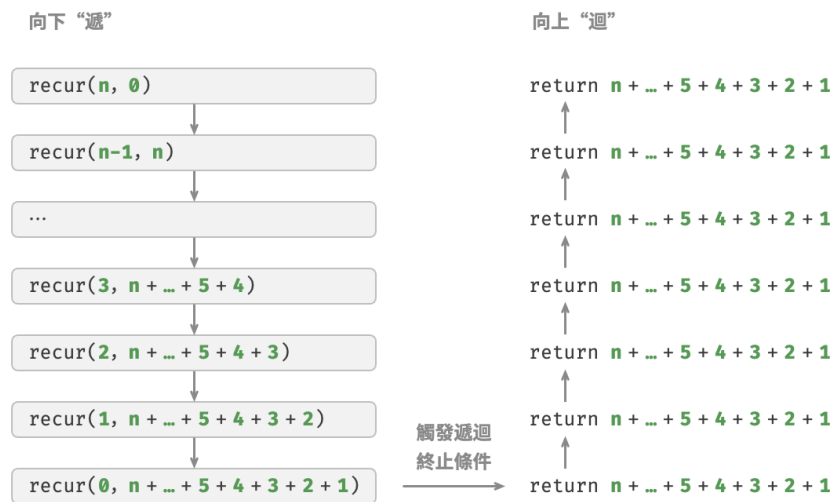 向下“遞”
recur(n, 0)
recur(n-1, n)
…
recur(3, n + … + 5 + 4)
recur(2, n + … + 5 + 4 + 3)
recur(1, n + … + 5 + 4 + 3 + 2)
recur(0, n + … + 5 + 4 + 3 + 2 + 1)
觸發遞迴
終止條件
向上“迴”
return n + … + 5 + 4 + 3 + 2 + 1
return n + … + 5 + 4 + 3 + 2 + 1
return n + … + 5 + 4 + 3 + 2 + 1
return n + … + 5 + 4 + 3 + 2 + 1
return n + … + 5 + 4 + 3 + 2 + 1
return n + … + 5 + 4 + 3 + 2 + 1
return n + … + 5 + 4 + 3 + 2 + 1